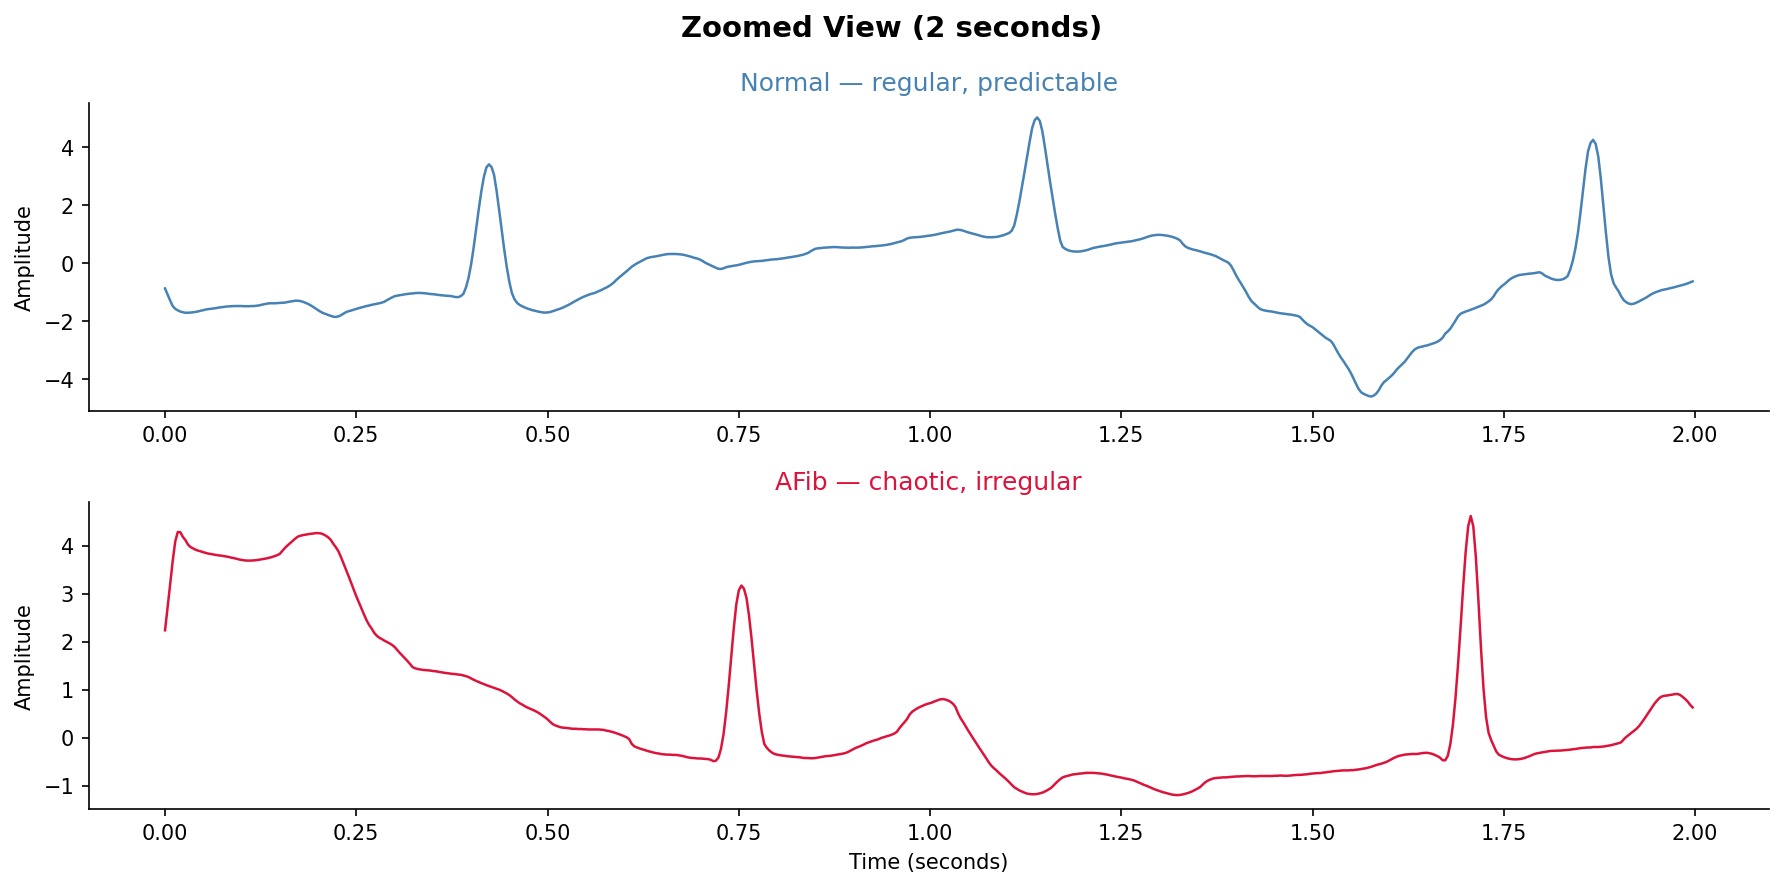 Zoomed View (2 seconds)
Normal — regular, predictable
Amplitude
4
2
0
−2
−4
0.00 0.25 0.50 0.75 1.00 1.25 1.50 1.75 2.00
AFib — chaotic, irregular
Amplitude
4
3
2
1
0
−1
0.00 0.25 0.50 0.75 1.00 1.25 1.50 1.75 2.00
Time (seconds)